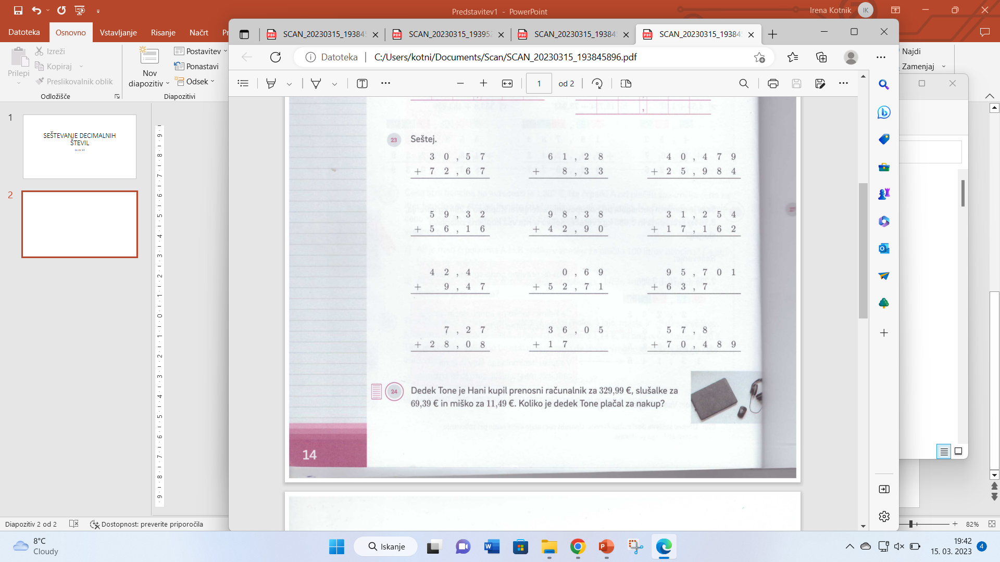 Predstavitev1 - PowerPoint
Irena Kotnik
IK
Datoteka
Osnovno
Vstavljanje
Risanje
Načrt
Prilepi
Izreži
Kopiraj
Preslikovalnik oblik
Odložišče
Nov
diapozitiv
Postavitev
Ponastavi
Odsek
Diapozitivi
Najdi
Zamenjaj
SCAN_20230315_193845
SCAN_20230315_193952
SCAN_20230315_193845
SCAN_20230315_193845
Datoteka
C:/Users/kotni/Documents/Scan/SCAN_20230315_193845896.pdf
1 od 2
1
SEŠTEVANJE DECIMALNIH
ŠTEVIL
2
23 Seštej.
30,57 61,28 40,479
+72,67 + 8,33 +25,984
59,32 98,38 31,254
+56,16 +42,90 +17,162
42,4 0,69 95,701
+ 9,47 +52,71 +63,7
7,27 36,05 57,8
+28,08 +17 +70,489
24 Dedek Tone je Hani kupil prenosni računalnik za 329,99 €, slušalke za
69,39 € in miško za 11,49 €. Koliko je dedek Tone plačal za nakup?
14
Diapozitiv 2 od 2
Dostopnost: preverite priporočila
82%
8°C
Cloudy
Iskanje
19:42
15. 03. 2023
4